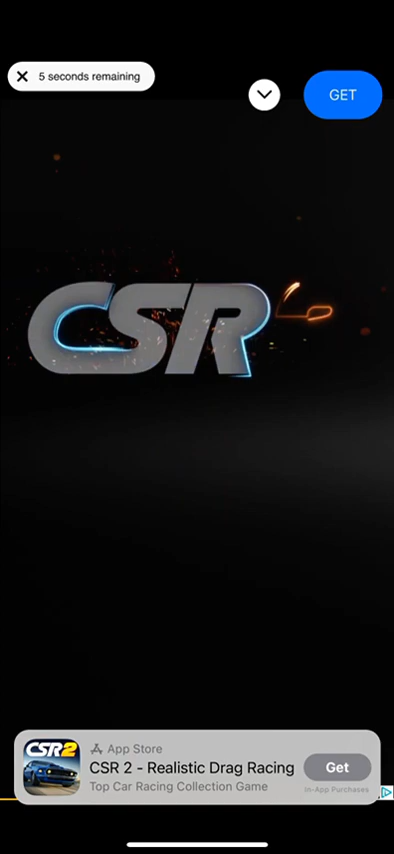 5 seconds remaining
GET
CSR
CSR2
App Store
CSR 2 - Realistic Drag Racing
Top Car Racing Collection Game
Get
In-App Purchases